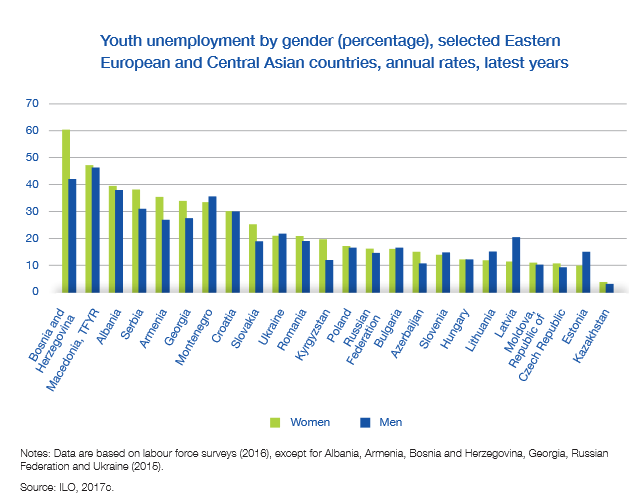 Youth unemployment by gender (percentage), selected Eastern
European and Central Asian countries, annual rates, latest years
70
60
50
40
30
20
10
0
Bosnia and
Herzegovina
Macedonia, TFYR
Albania
Serbia
Armenia
Georgia
Montenegro
Croatia
Slovakia
Ukraine
Romania
Kyrgyzstan
Poland
Russian
Federation
Bulgaria
Azerbaijan
Slovenia
Hungary
Lithuania
Latvia
Moldova,
Republic of
Czech Republic
Estonia
Kazakhstan
Women
Men
Notes: Data are based on labour force surveys (2016), except for Albania, Armenia, Bosnia and Herzegovina, Georgia, Russian
Federation and Ukraine (2015).
Source: ILO, 2017c.